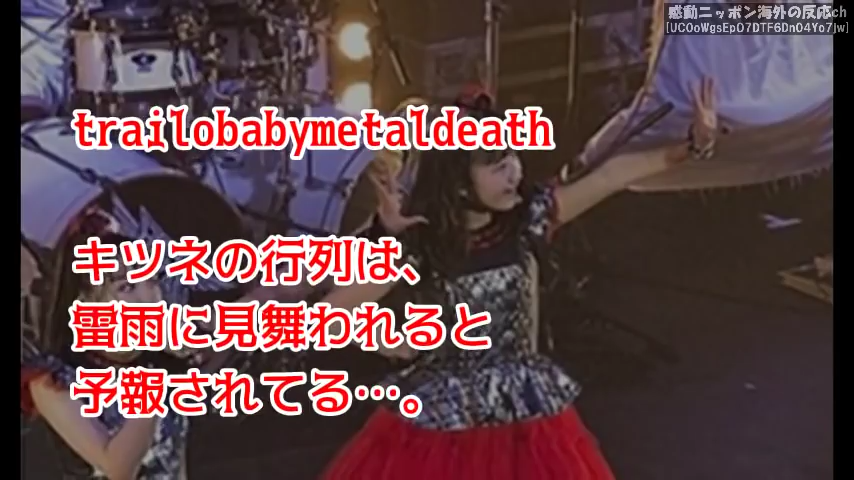 感動ニッポン海外の反応ch
[UCOoWgsEpO7DTF6DnO4Yo7jw]
trailobabymetaldeath
キツネの行列は、
雷雨に見舞われると
予報されてる…。